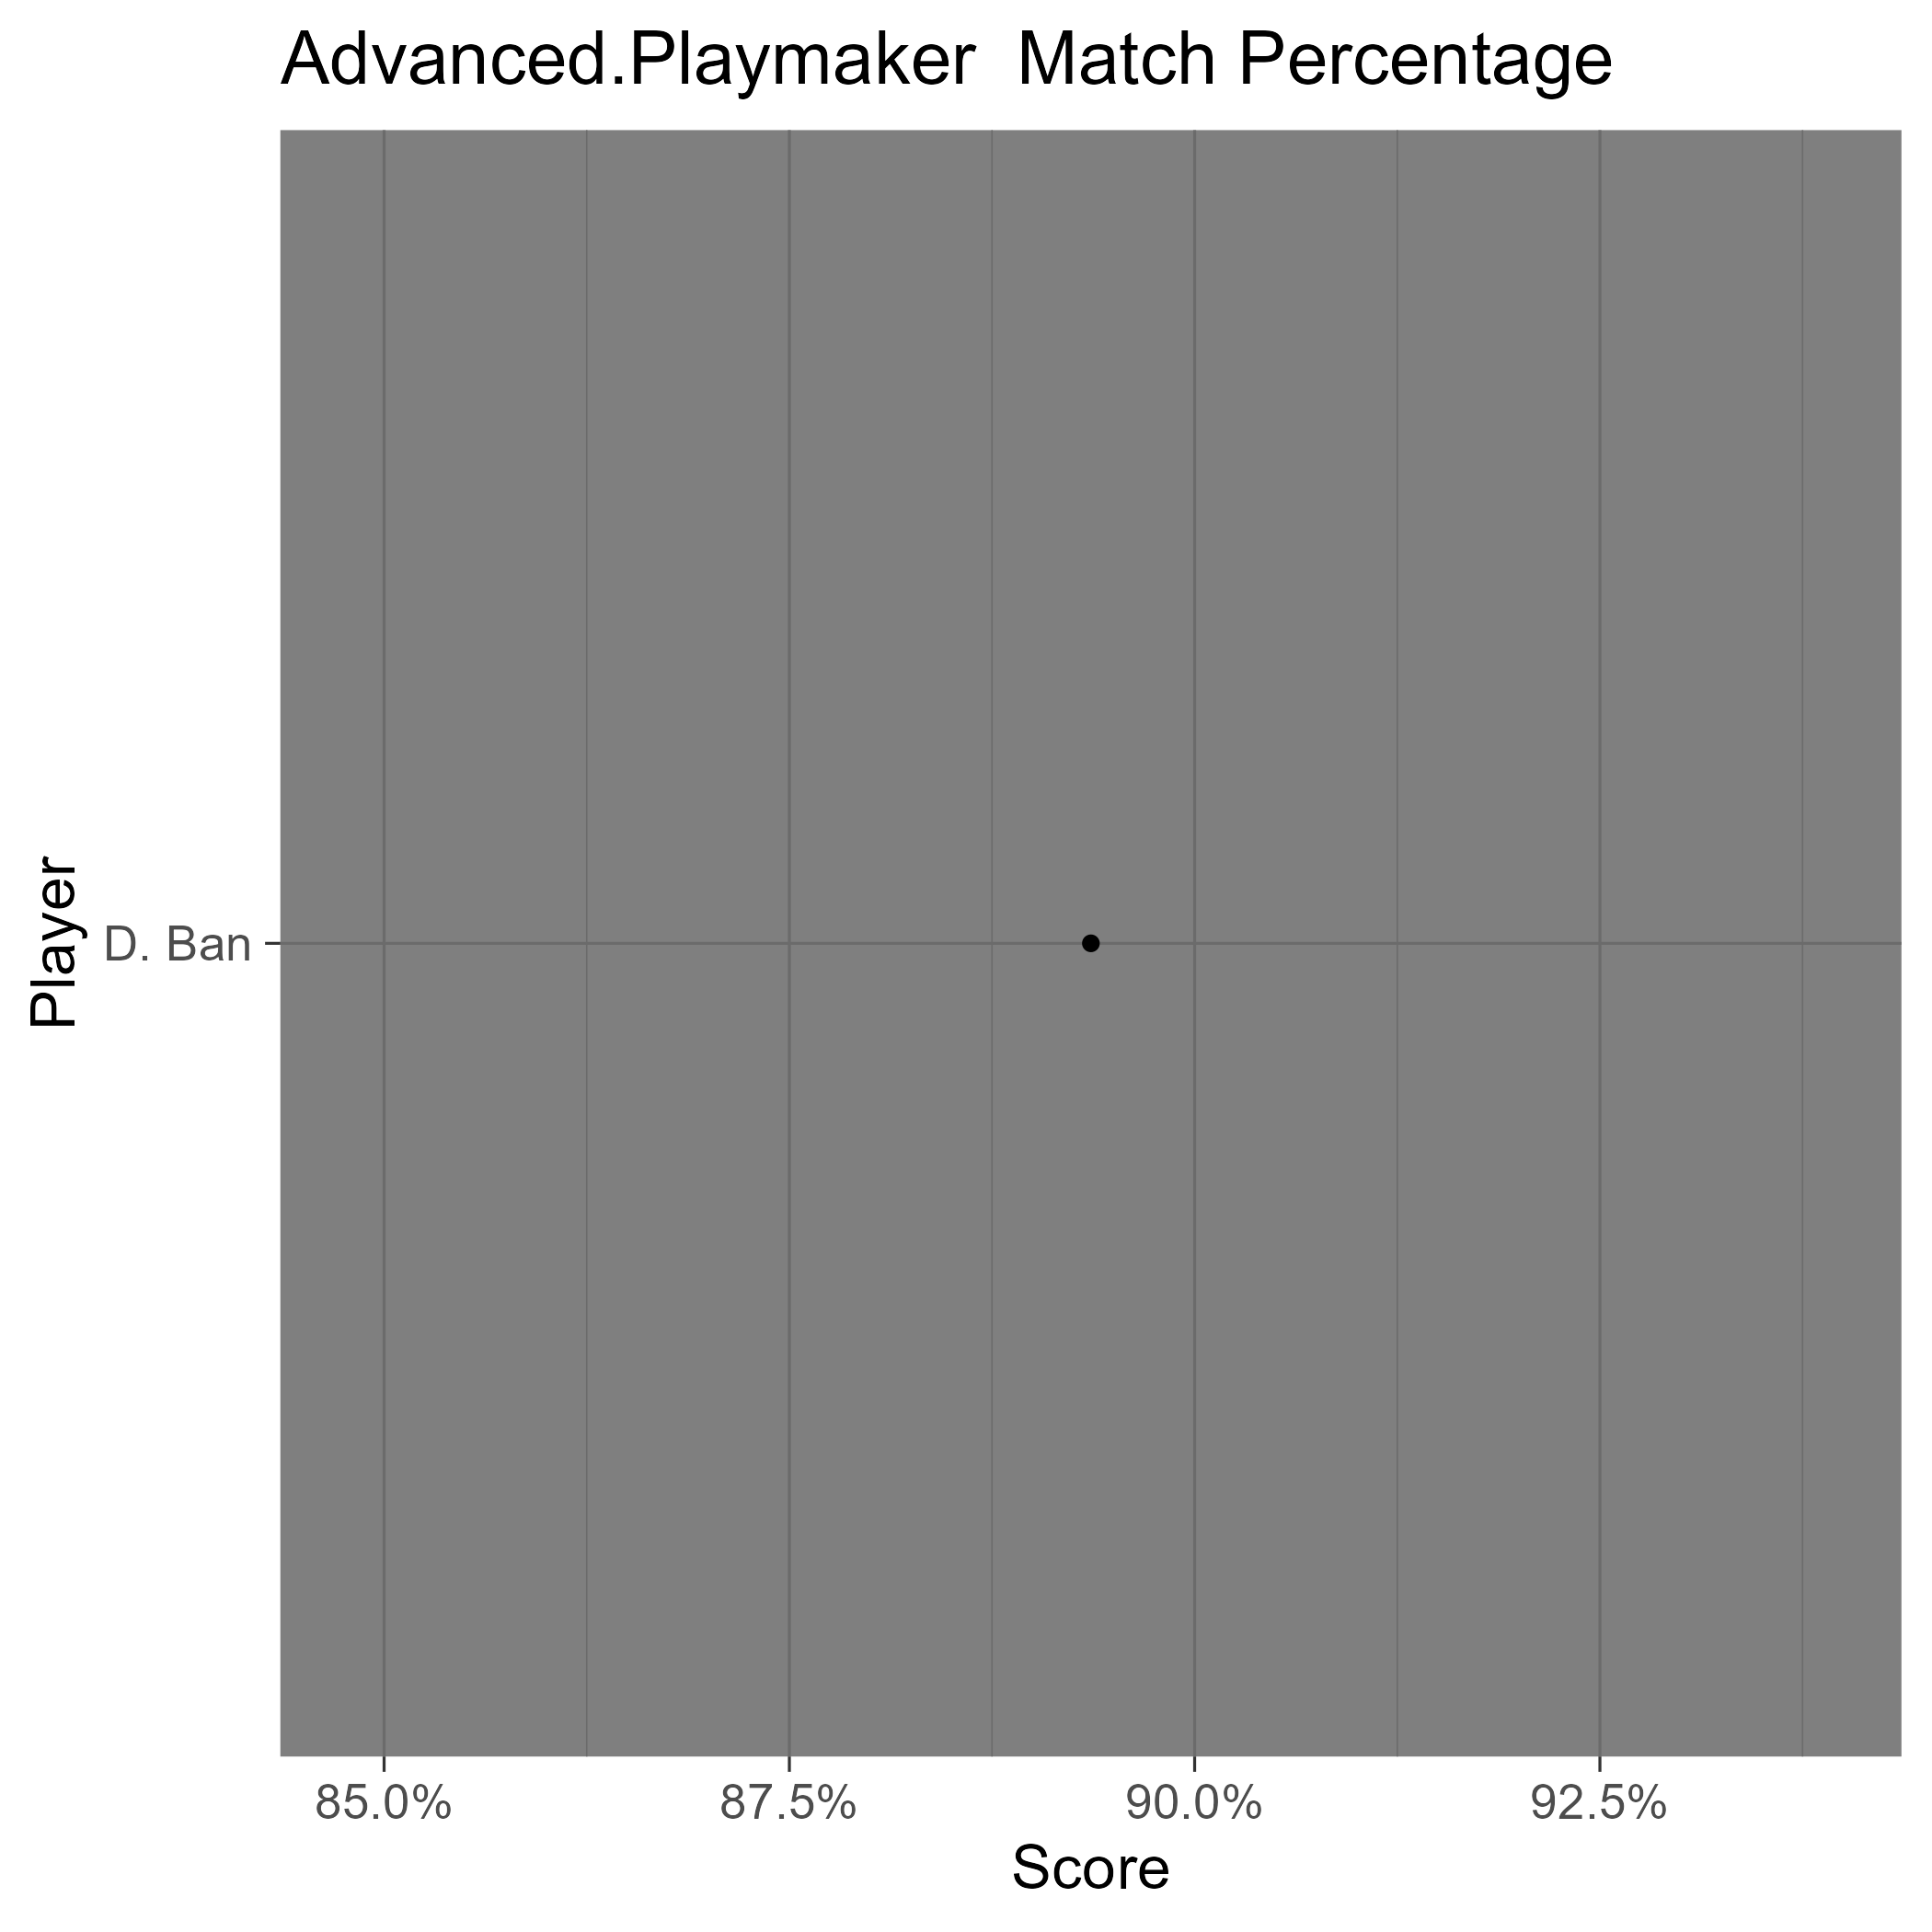 Advanced.Playmaker  Match Percentage
Player
D. Ban
85.0%
87.5%
90.0%
92.5%
Score